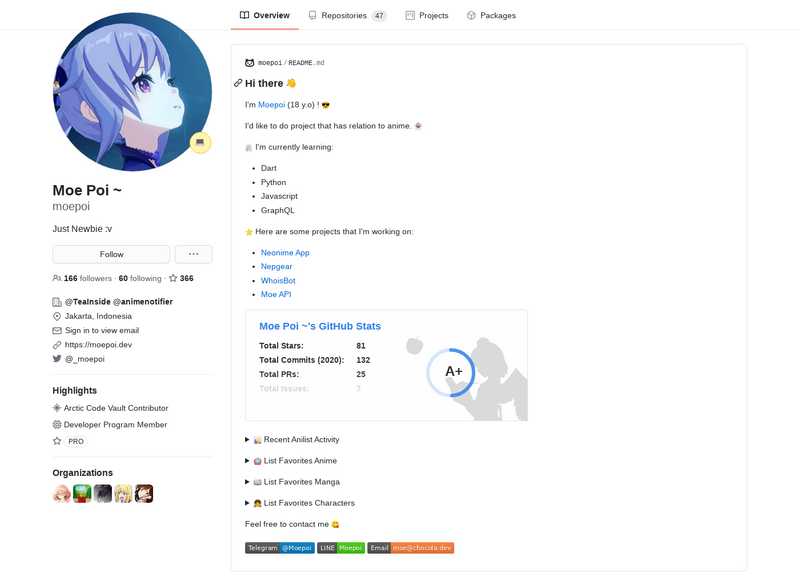 Overview
Repositories 47
Projects
Packages
Moe Poi ~
moepoi
Just Newbie :v
Follow
166 followers · 60 following · 366
@TeaInside @animenotifier
Jakarta, Indonesia
Sign in to view email
https://moepoi.dev
@_moepoi
Highlights
Arctic Code Vault Contributor
Developer Program Member
PRO
Organizations
moepoi/README.md
Hi there 👋
I'm Moepoi (18 y.o) ! 😎
I'd like to do project that has relation to anime.
I'm currently learning:
Dart
Python
Javascript
GraphQL
⭐ Here are some projects that I'm working on:
Neonime App
Nepgear
WhoisBot
Moe API
Moe Poi ~'s GitHub Stats
Total Stars: 81
Total Commits (2020): 132
Total PRs: 25
Total Issues:
A+
Recent Anilist Activity
List Favorites Anime
List Favorites Manga
List Favorites Characters
Feel free to contact me 😋
Telegram @Moepoi
LINE Moepoi
Email moe@chocola.dev